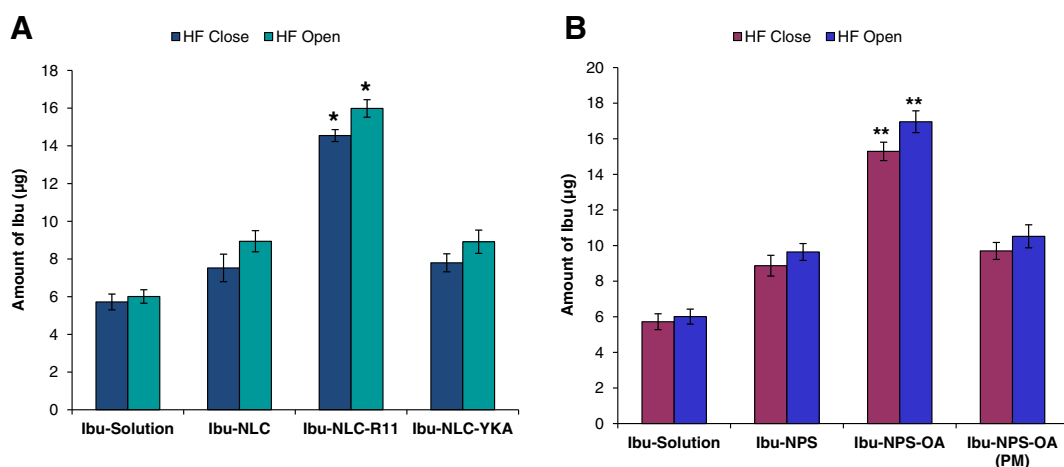 A
HF Close HF Open
Amount of Ibu (µg)
18
16
14
12
10
8
6
4
2
0
* *
Ibu-Solution Ibu-NLC Ibu-NLC-R11 Ibu-NLC-YKA
B
HF Close HF Open
Amount of Ibu (µg)
20
18
16
14
12
10
8
6
4
2
0
** **
Ibu-Solution Ibu-NPS Ibu-NPS-OA Ibu-NPS-OA
(PM)